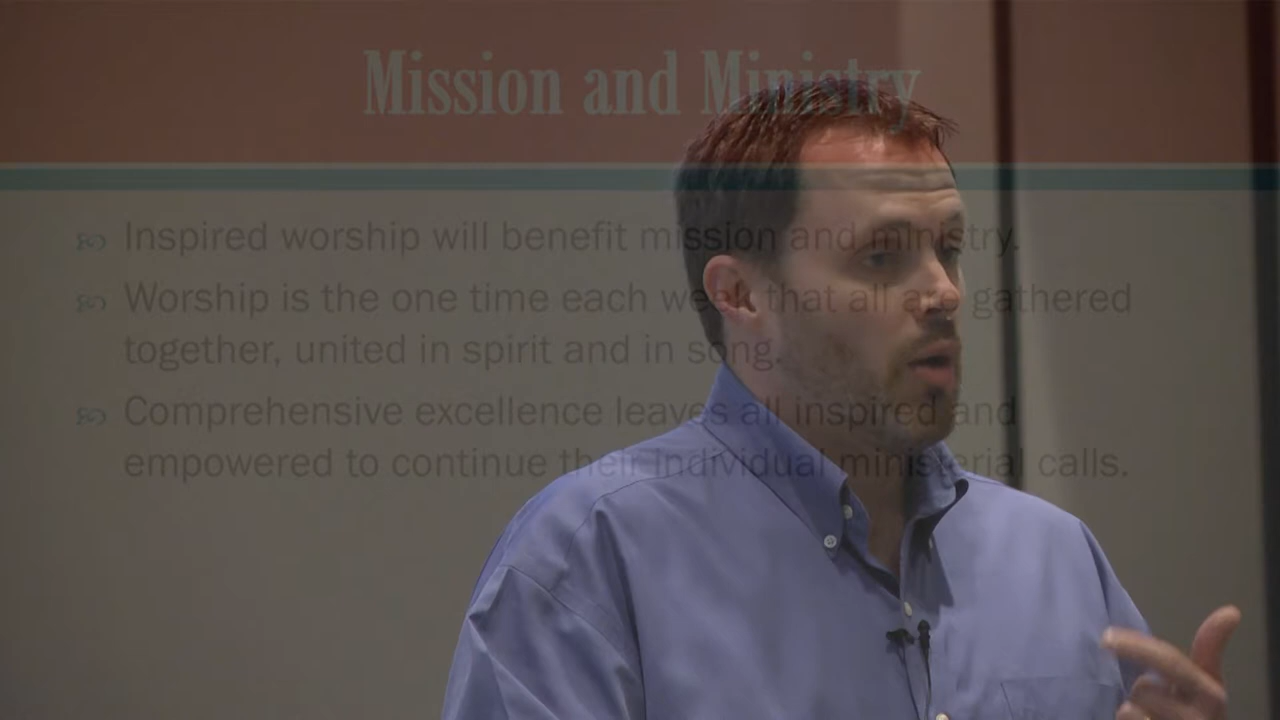 Mission and Ministry
Inspired worship will benefit mission and ministry.
Worship is the one time each week that all are gathered
together, united in spirit and in song.
Comprehensive excellence leaves all inspired and
empowered to continue their individual ministerial calls.